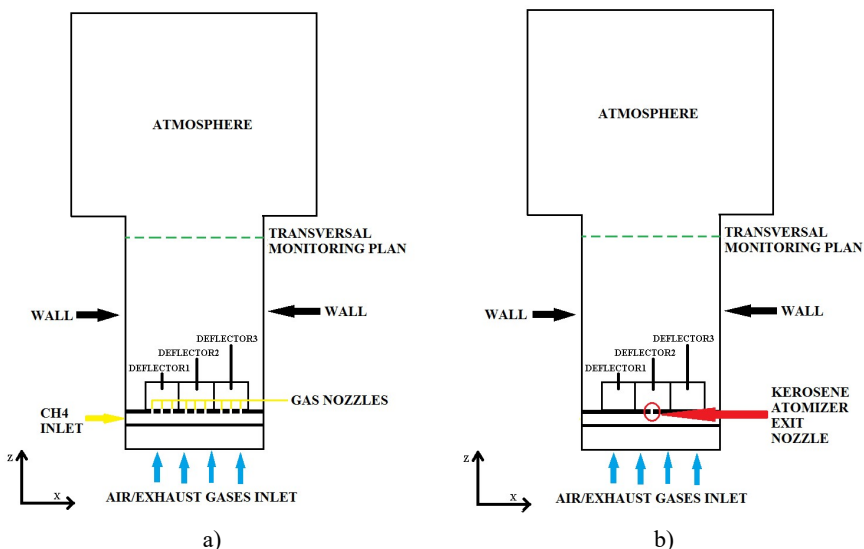 ATMOSPHERE
TRANSVERSAL
MONITORING PLAN
WALL
WALL
DEFLECTOR3
DEFLECTOR2
DEFLECTOR1
GAS NOZZLES
CH4
INLET
z
x
AIR/EXHAUST GASES INLET
a)
ATMOSPHERE
TRANSVERSAL
MONITORING PLAN
WALL
WALL
DEFLECTOR3
DEFLECTOR2
DEFLECTOR1
KEROSENE
ATOMIZER
EXIT
NOZZLE
z
x
AIR/EXHAUST GASES INLET
b)